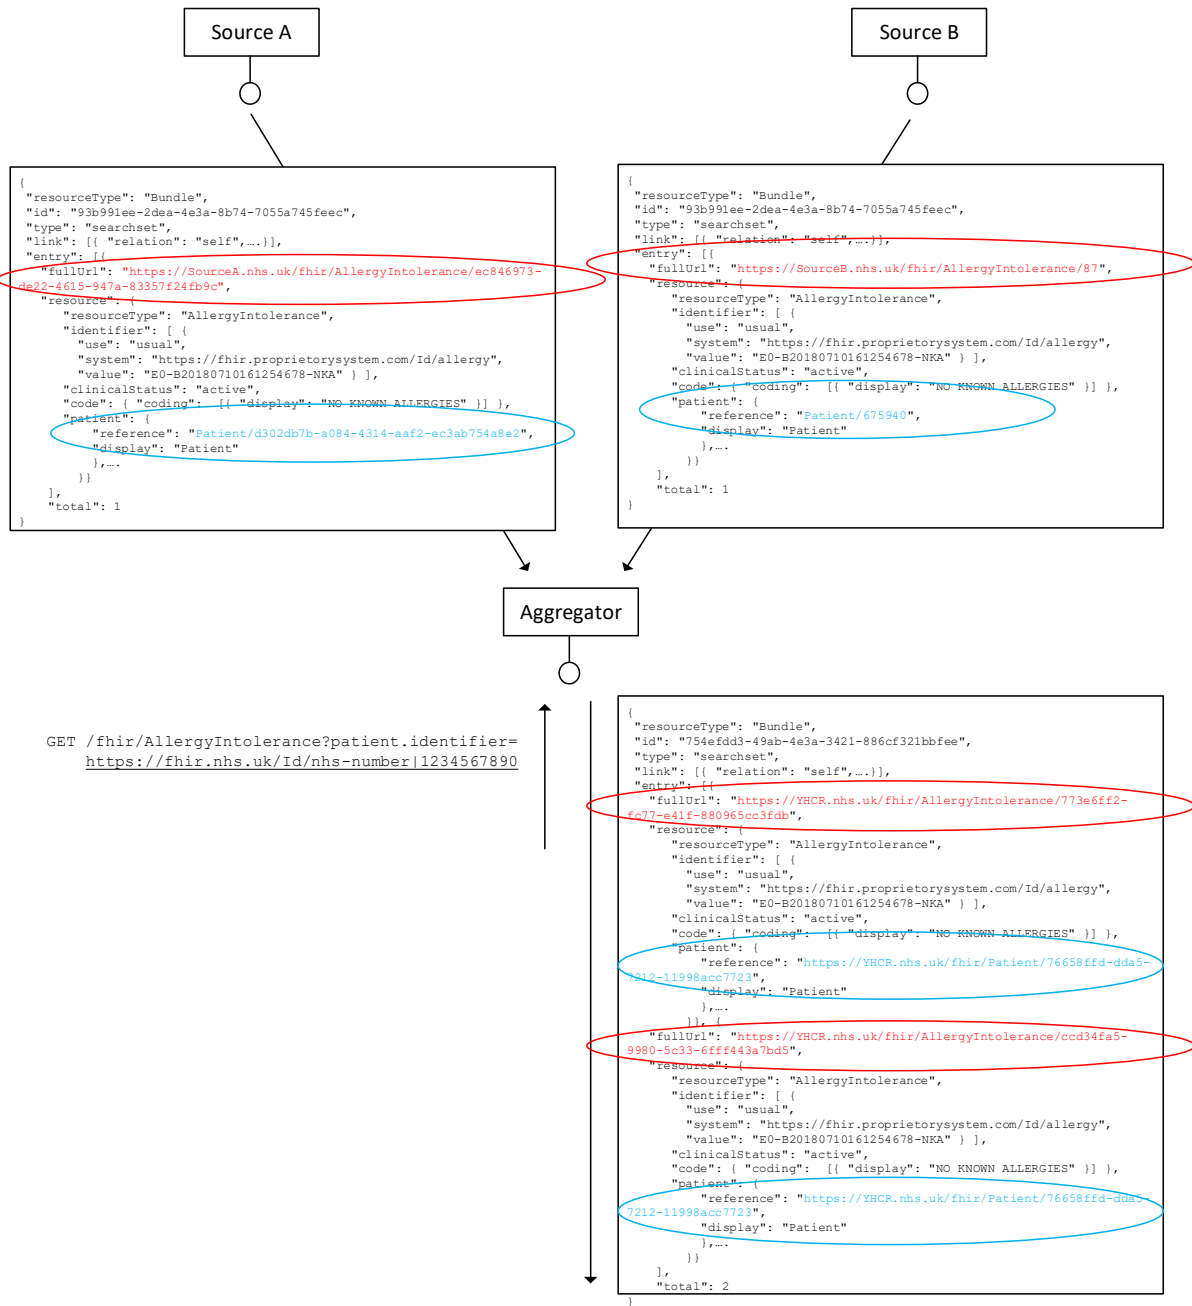 Source A
Source B
{
"resourceType": "Bundle",
"id": "93b991ee-2dea-4e3a-8b74-7055a745feec",
"type": "searchset",
"link": [{ "relation": "self",….}],
"entry": [{
"fullUrl": "https://SourceA.nhs.uk/fhir/AllergyIntolerance/ec846973-
de22-4615-947a-83357f24fb9c",
"resource": {
"resourceType": "AllergyIntolerance",
"identifier": [ {
"use": "usual",
"system": "https://fhir.proprietorysystem.com/Id/allergy",
"value": "E0-B20180710161254678-NKA" } ],
"clinicalStatus": "active",
"code": { "coding":  [{ "display": "NO KNOWN ALLERGIES" }] },
"patient": {
"reference": "Patient/d302db7b-a084-4314-aaf2-ec3ab754a8e2",
"display": "Patient"
},….
}}
],
"total": 1
}
{
"resourceType": "Bundle",
"id": "93b991ee-2dea-4e3a-8b74-7055a745feec",
"type": "searchset",
"link": [{ "relation": "self",….}],
"entry": [{
"fullUrl": "https://SourceB.nhs.uk/fhir/AllergyIntolerance/87",
"resource": {
"resourceType": "AllergyIntolerance",
"identifier": [ {
"use": "usual",
"system": "https://fhir.proprietorysystem.com/Id/allergy",
"value": "E0-B20180710161254678-NKA" } ],
"clinicalStatus": "active",
"code": { "coding":  [{ "display": "NO KNOWN ALLERGIES" }] },
"patient": {
"reference": "Patient/675940",
"display": "Patient"
},….
}}
],
"total": 1
}
Aggregator
GET /fhir/AllergyIntolerance?patient.identifier=
https://fhir.nhs.uk/Id/nhs-number|1234567890
{
"resourceType": "Bundle",
"id": "754efdd3-49ab-4e3a-3421-886cf321bbfee",
"type": "searchset",
"link": [{ "relation": "self",….}],
"entry": [{
"fullUrl": "https://YHCR.nhs.uk/fhir/AllergyIntolerance/773e6ff2-
fc77-e41f-880965cc3fdb",
"resource": {
"resourceType": "AllergyIntolerance",
"identifier": [ {
"use": "usual",
"system": "https://fhir.proprietorysystem.com/Id/allergy",
"value": "E0-B20180710161254678-NKA" } ],
"clinicalStatus": "active",
"code": { "coding":  [{ "display": "NO KNOWN ALLERGIES" }] },
"patient": {
"reference": "https://YHCR.nhs.uk/fhir/Patient/76658ffd-dda5-
7212-11998acc7723",
"display": "Patient"
},….
}}, {
"fullUrl": "https://YHCR.nhs.uk/fhir/AllergyIntolerance/ccd34fa5-
9980-5c33-6fff443a7bd5",
"resource": {
"resourceType": "AllergyIntolerance",
"identifier": [ {
"use": "usual",
"system": "https://fhir.proprietorysystem.com/Id/allergy",
"value": "E0-B20180710161254678-NKA" } ],
"clinicalStatus": "active",
"code": { "coding":  [{ "display": "NO KNOWN ALLERGIES" }] },
"patient": {
"reference": "https://YHCR.nhs.uk/fhir/Patient/76658ffd-dda5-
7212-11998acc7723",
"display": "Patient"
},….
}}
],
"total": 2
}